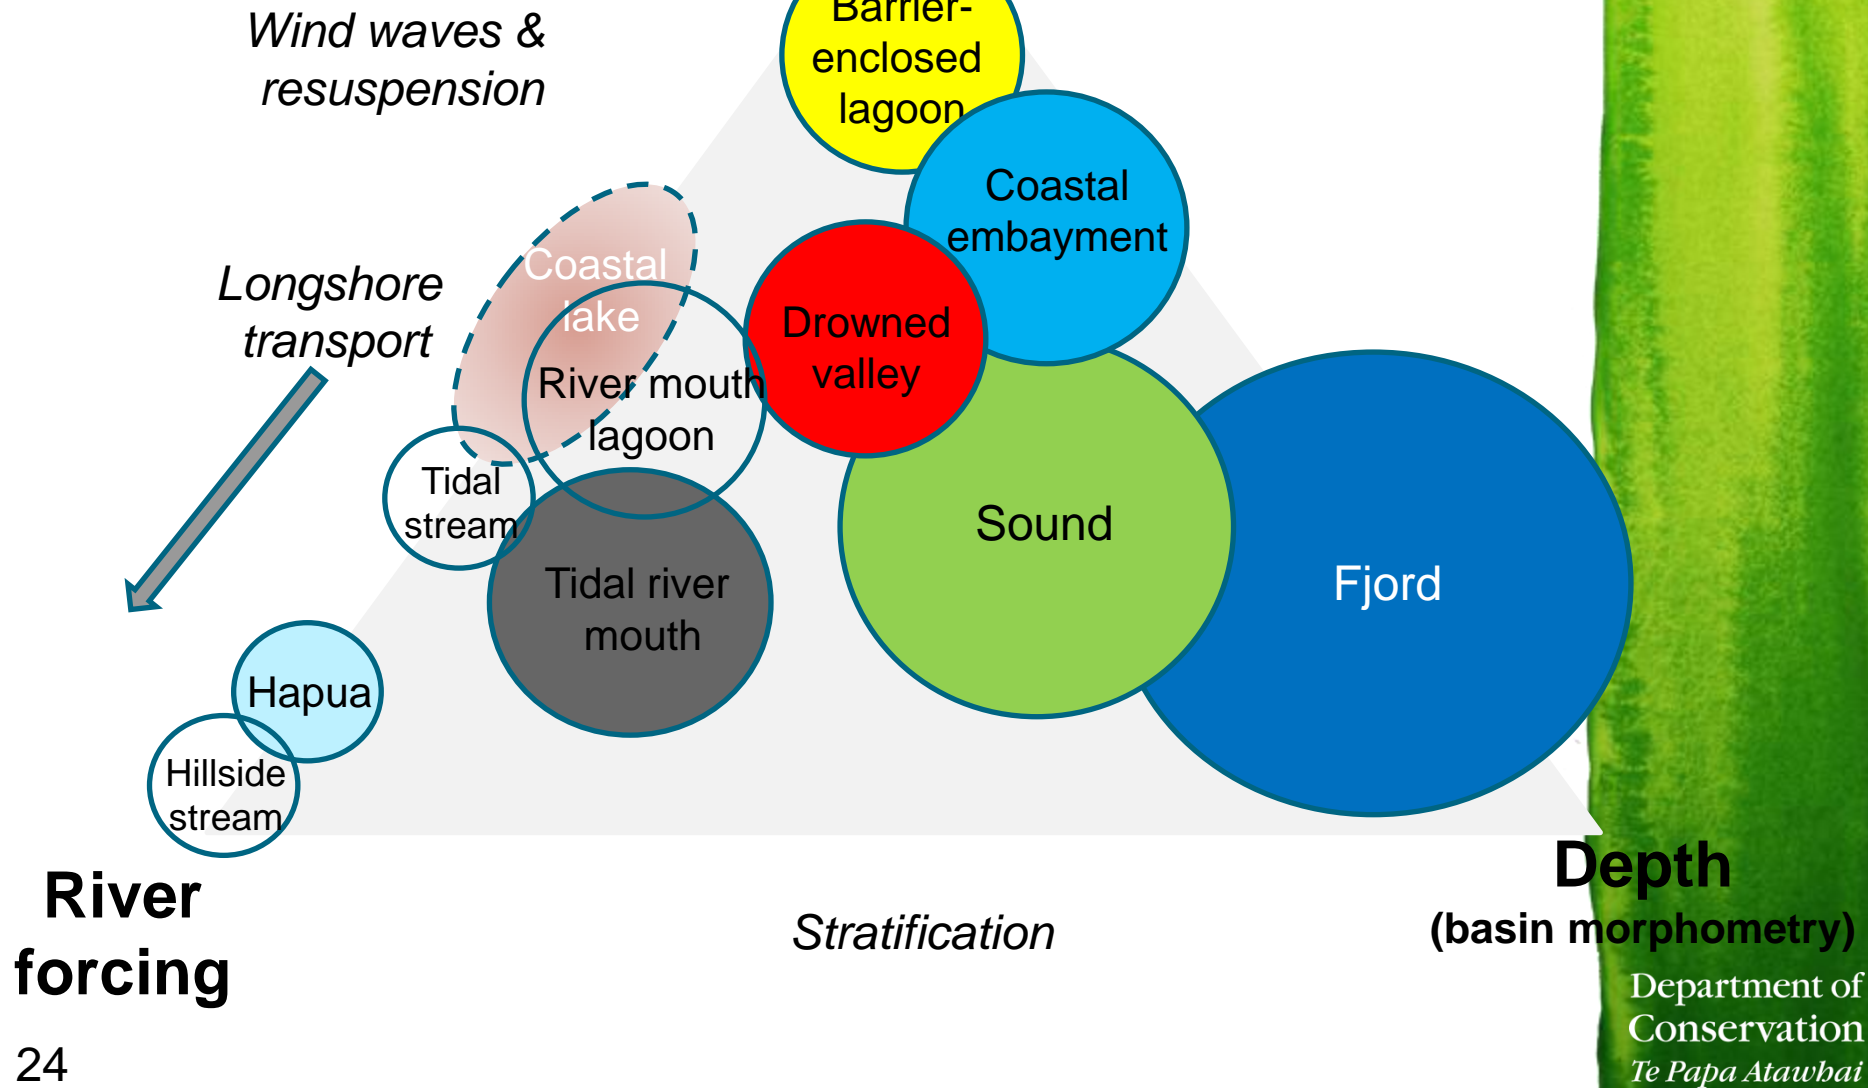 Barrier-
enclosed
lagoon
Wind waves &
resuspension
Coastal
embayment
Coastal
lake
Longshore
transport
Drowned
valley
River mouth
lagoon
Tidal
stream
Sound
Tidal river
mouth
Fjord
Hapua
Hillside
stream
River
forcing
Stratification
Depth
(basin morphometry)
Department of
Conservation
Te Papa Atawhai
24